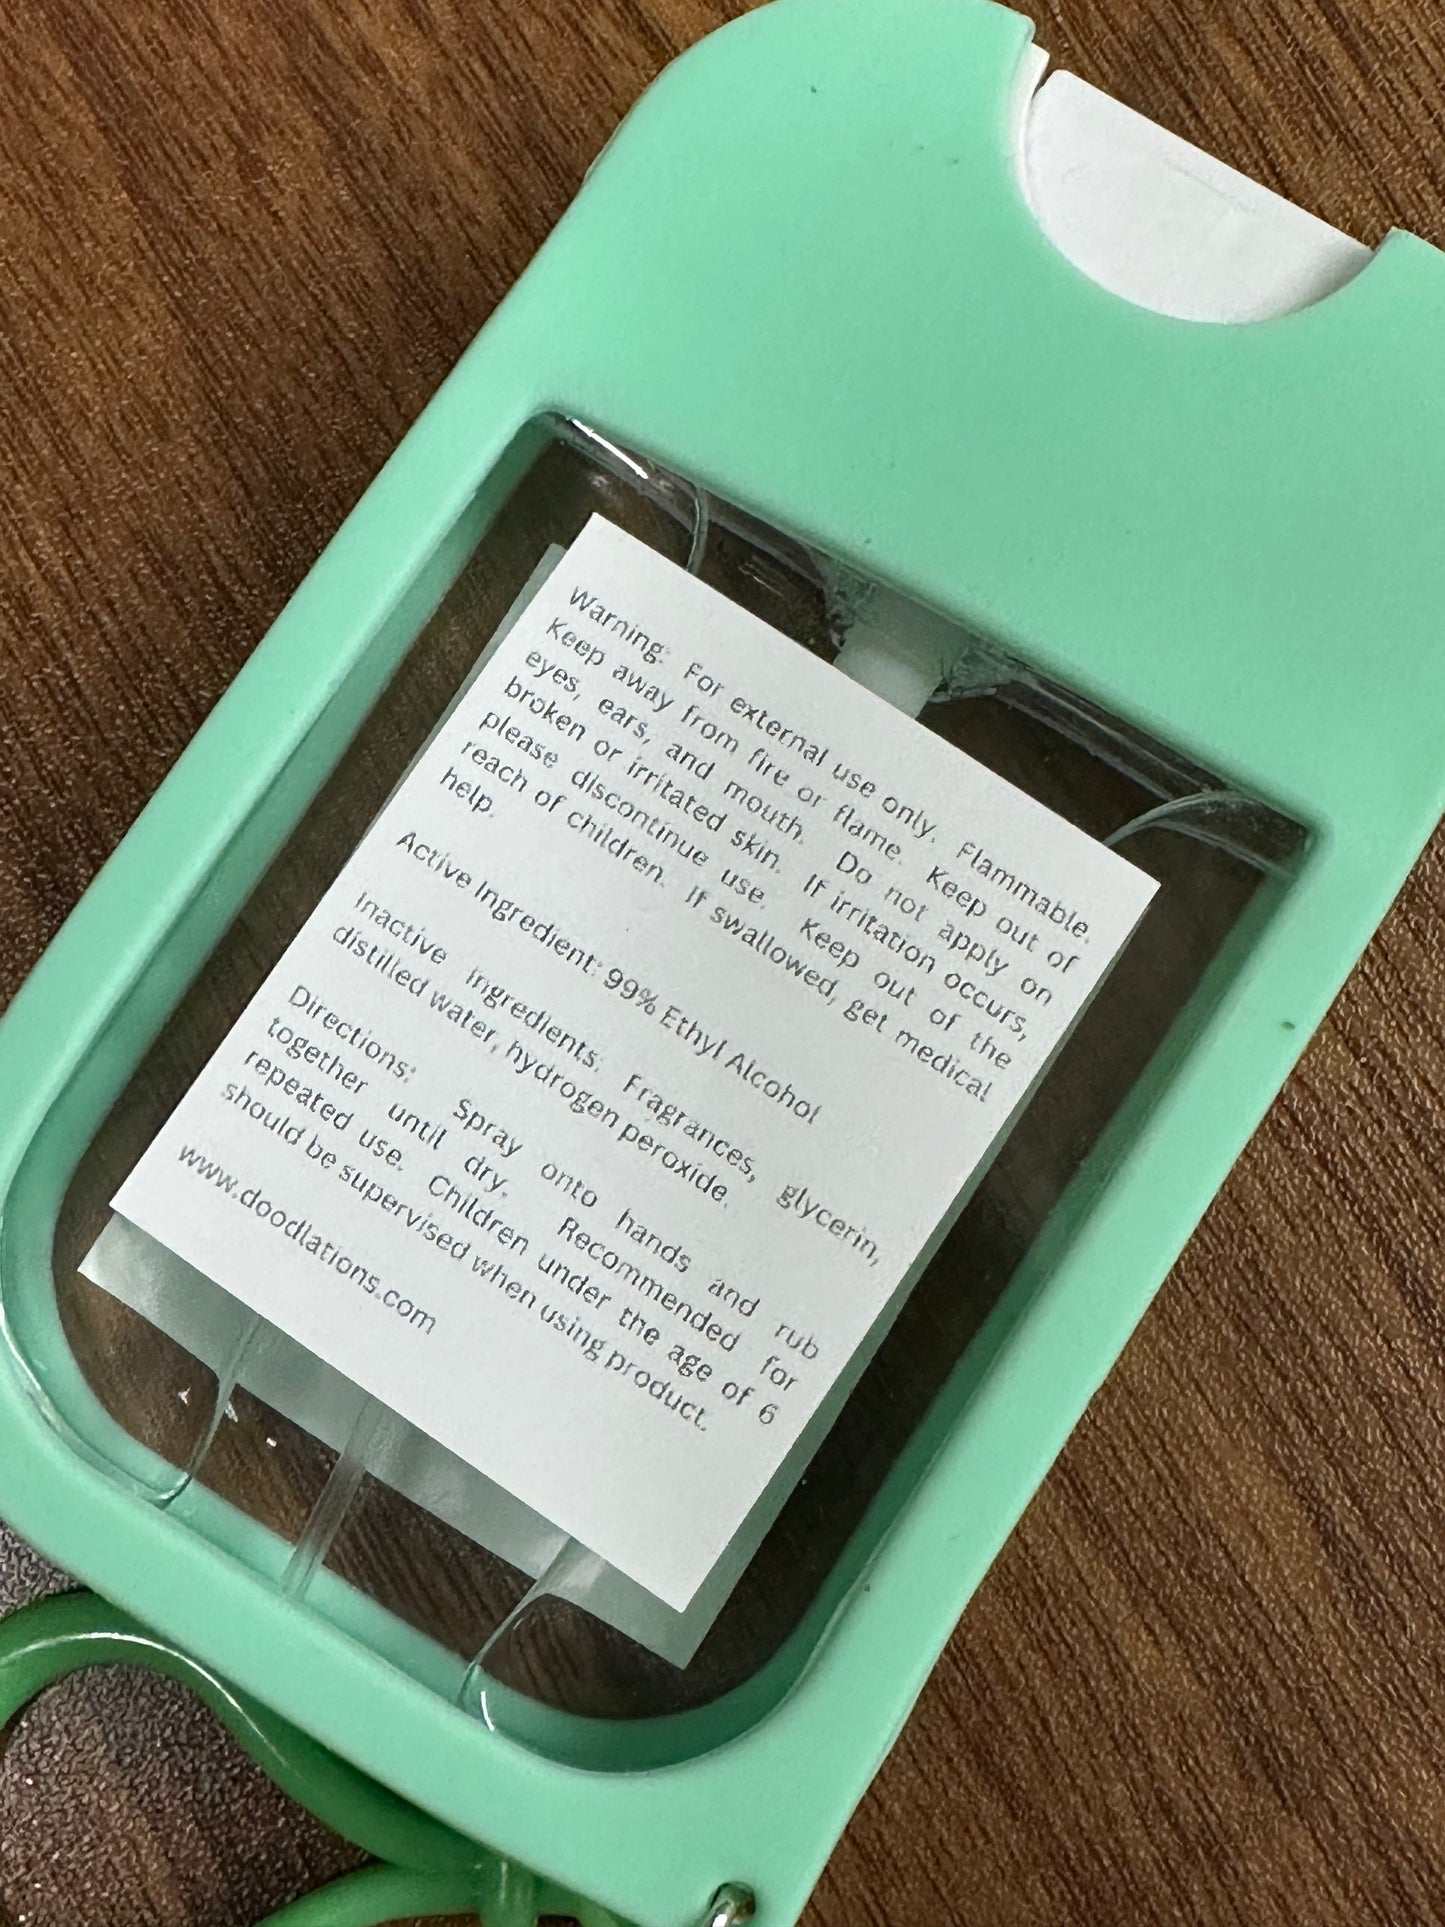 Warning: For external use only. Flammable.
Keep away from fire or flame. Keep out of
eyes, ears, and mouth. Do not apply on
broken or irritated skin. If irritation occurs,
please discontinue use. Keep out of the
reach of children. If swallowed, get medical
help.
Active Ingredient: 99% Ethyl Alcohol
Inactive Ingredients: Fragrances, glycerin,
distilled water, hydrogen peroxide.
Directions: Spray onto hands and rub
together until dry. Recommended for
repeated use. Children under the age of 6
should be supervised when using product.
www.doodlations.com